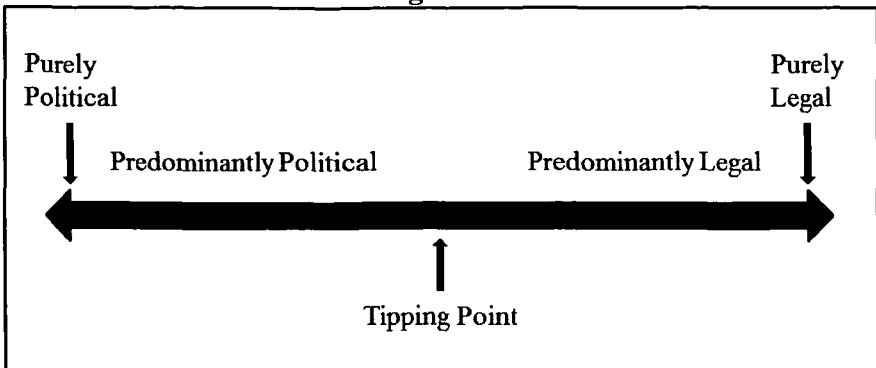 Purely
Political
Purely
Legal
Predominantly Political
Predominantly Legal
Tipping Point